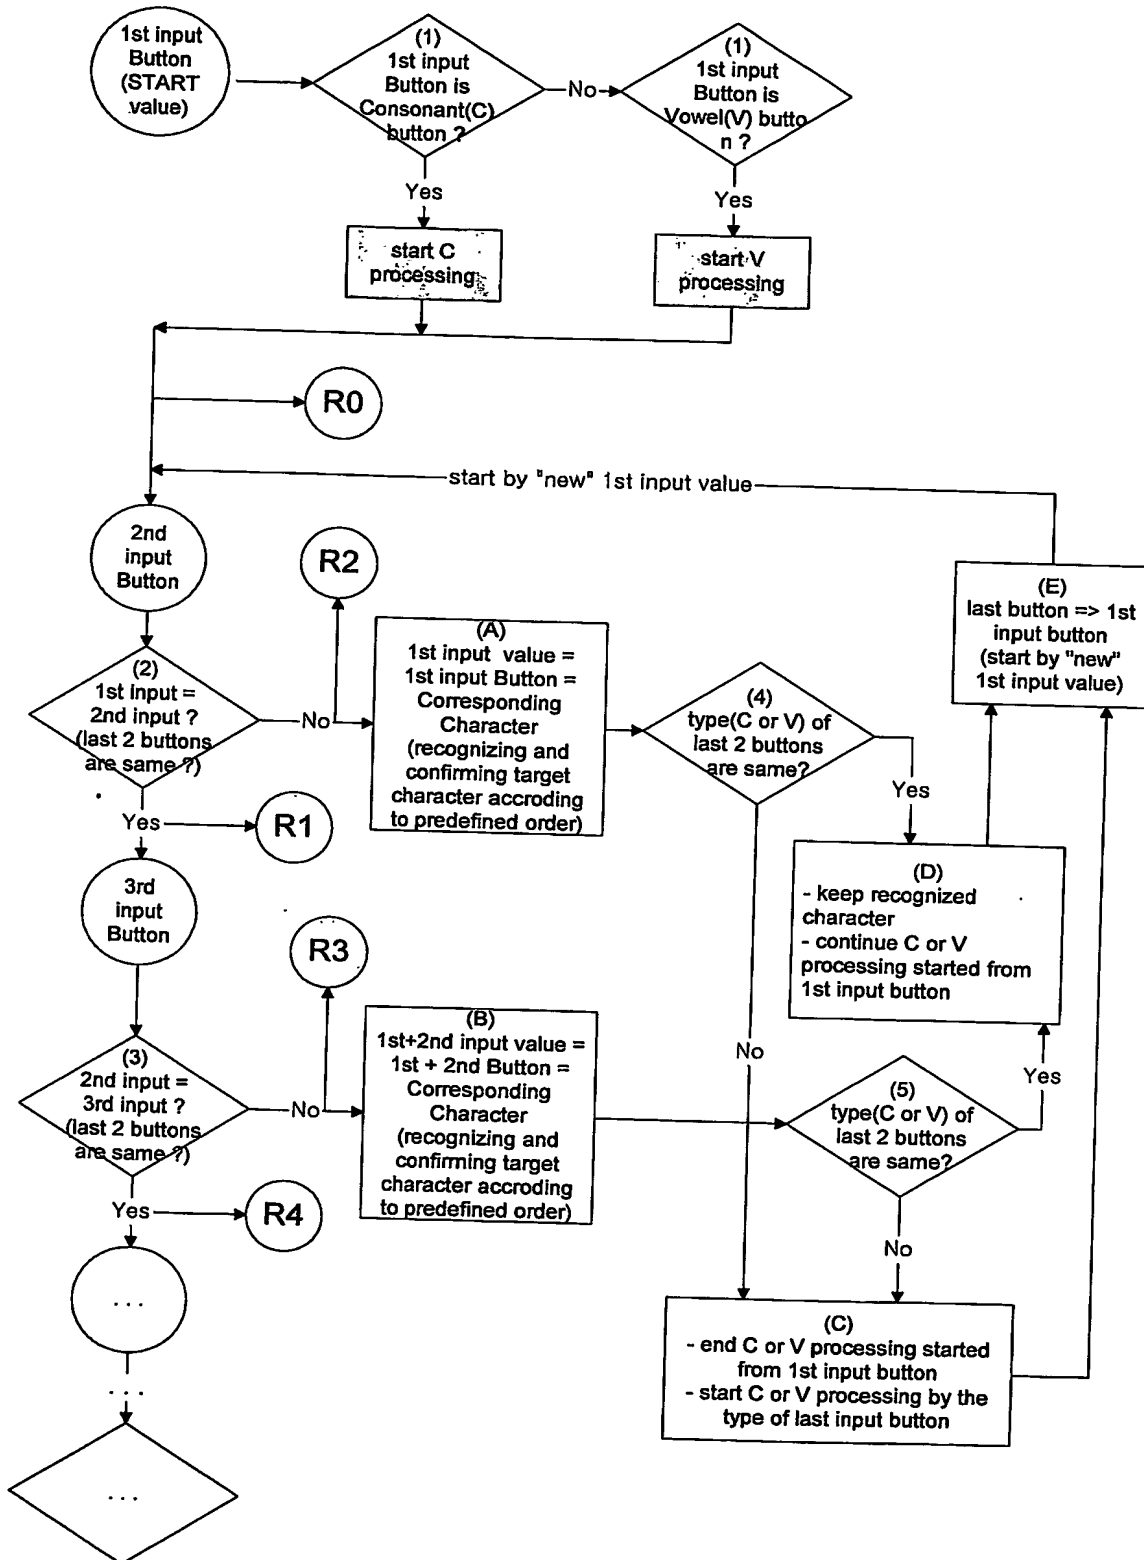 1st input
Button
(START
value)
(1)
1st input
Button is
Consonant(C)
button ?
No
(1)
1st input
Button is
Vowel(V) butto
n ?
Yes
Yes
start C
processing
start V
processing
R0
start by "new" 1st input value
2nd
input
Button
R2
(E)
last button => 1st
input button
(start by "new"
1st input value)
(2)
1st input =
2nd input ?
(last 2 buttons
are same ?)
No
(A)
1st input value =
1st input Button =
Corresponding
Character
(recognizing and
confirming target
character accroding
to predefined order)
(4)
type(C or V) of
last 2 buttons
are same?
Yes
Yes
R1
3rd
input
Button
(D)
- keep recognized
character
- continue C or V
processing started from
1st input button
R3
(3)
2nd input =
3rd input ?
(last 2 buttons
are same ?)
No
(B)
1st+2nd input value =
1st + 2nd Button =
Corresponding
Character
(recognizing and
confirming target
character accroding
to predefined order)
No
(5)
type(C or V) of
last 2 buttons
are same?
Yes
Yes
R4
No
...
(C)
- end C or V processing started
from 1st input button
- start C or V processing by the
type of last input button
...
...